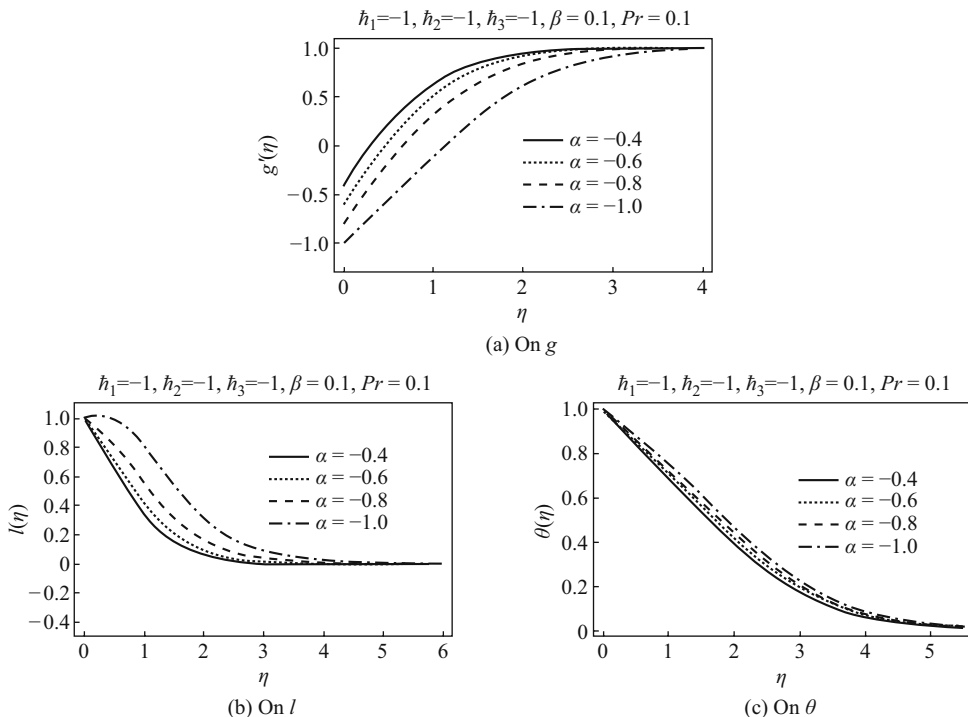 ℏ₁=−1, ℏ₂=−1, ℏ₃=−1, β = 0.1, Pr = 0.1
1.0
0.5
0
−0.5
−1.0
g′(η)
α = −0.4
α = −0.6
α = −0.8
α = −1.0
0 1 2 3 4
η
(a) On g
ℏ₁=−1, ℏ₂=−1, ℏ₃=−1, β = 0.1, Pr = 0.1
1.0
0.8
0.6
0.4
0.2
0
−0.2
−0.4
l(η)
α = −0.4
α = −0.6
α = −0.8
α = −1.0
0 1 2 3 4 5 6
η
(b) On l
ℏ₁=−1, ℏ₂=−1, ℏ₃=−1, β = 0.1, Pr = 0.1
1.0
0.8
0.6
0.4
0.2
0
θ(η)
α = −0.4
α = −0.6
α = −0.8
α = −1.0
0 1 2 3 4 5
η
(c) On θ